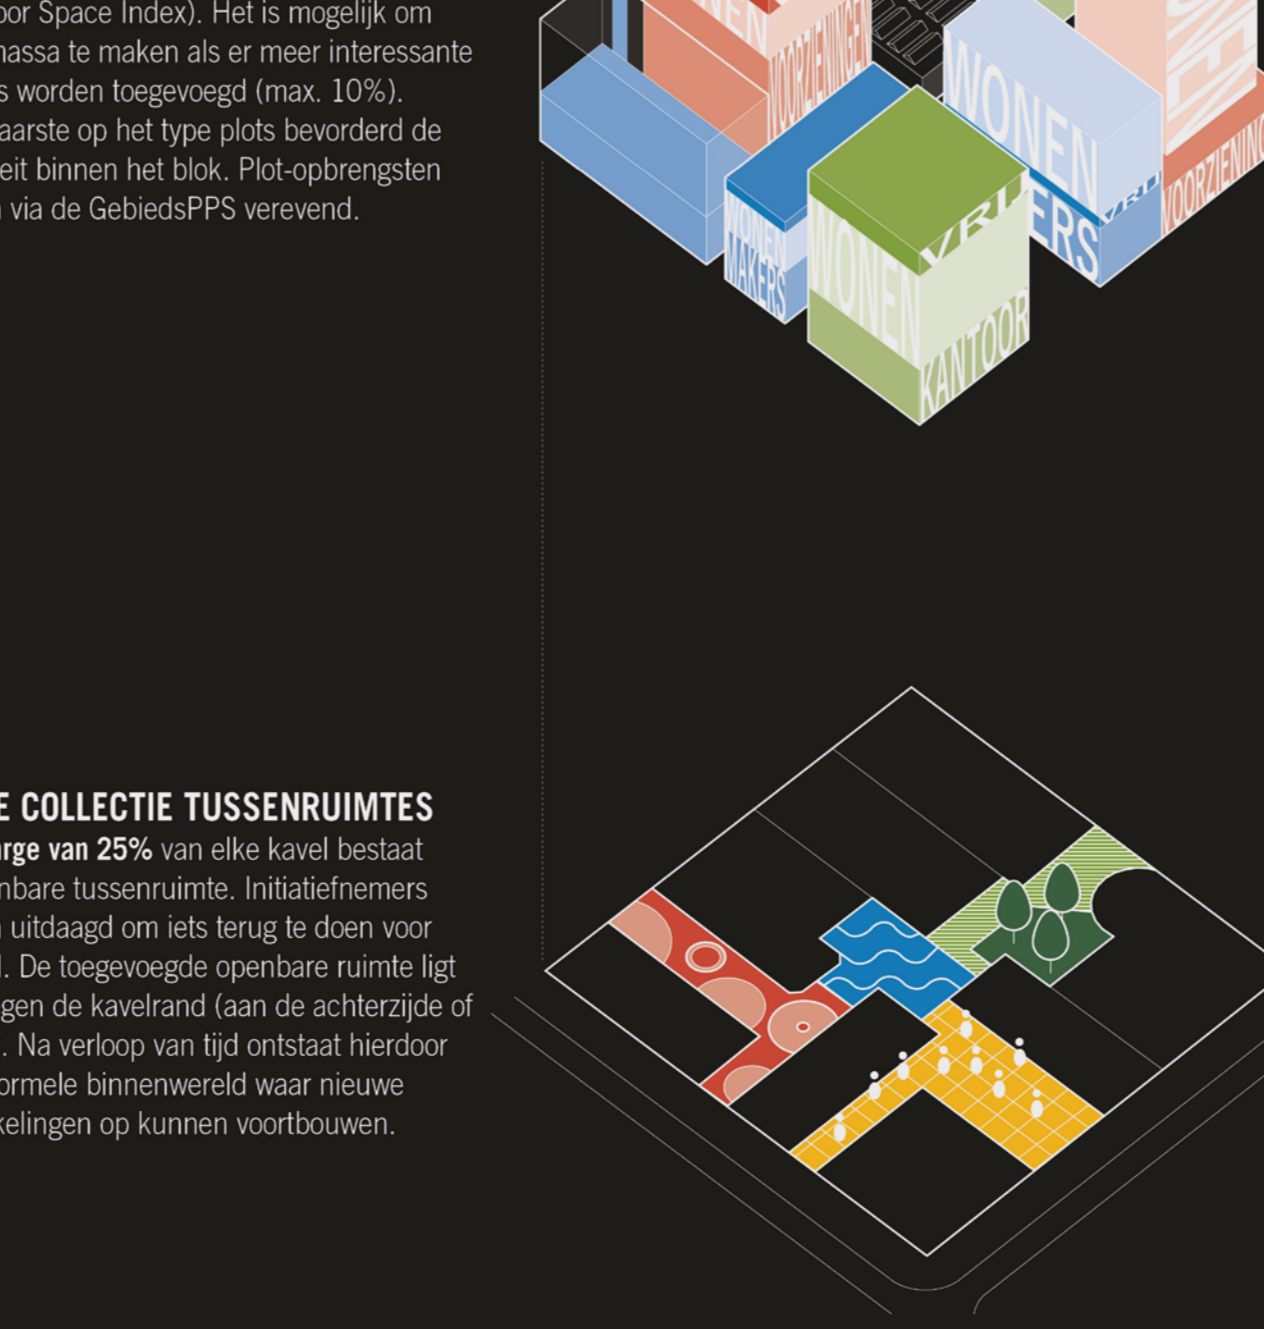 oor Space Index). Het is mogelijk om
massa te maken als er meer interessante
s worden toegevoegd (max. 10%).
aarste op het type plots bevorderd de
eit binnen het blok. Plot-opbrengsten
via de GebiedsPPS verevend.
NEN
VOORZIENINGEN
WONEN
MAKERS
WONEN
VRIJ
KANTOOR
WONEN
ERS
VRIJ
VOORZIENING
E COLLECTIE TUSSENRUIMTES
arge van 25% van elke kavel bestaat
nbare tussenruimte. Initiatiefnemers
uitdaagd om iets terug te doen voor
. De toegevoegde openbare ruimte ligt
gen de kavelrand (aan de achterzijde of
). Na verloop van tijd ontstaat hierdoor
ormele binnenwereld waar nieuwe
kelingen op kunnen voortbouwen.